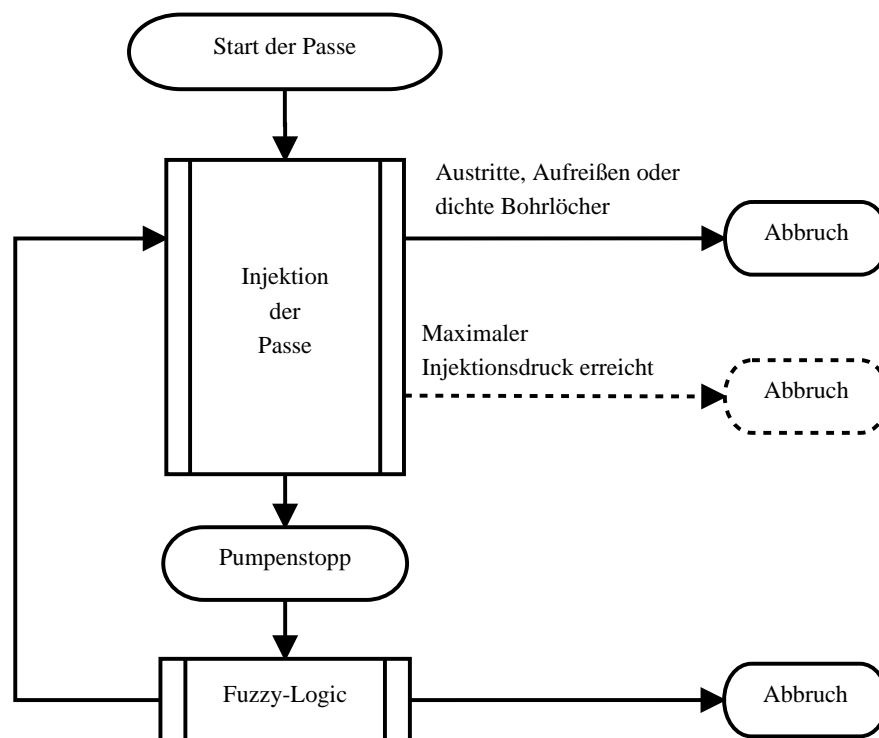 Start der Passe
Austritte, Aufreißen oder
dichte Bohrlöcher
Abbruch
Injektion
der
Passe
Maximaler
Injektionsdruck erreicht
Abbruch
Pumpenstopp
Fuzzy-Logic
Abbruch